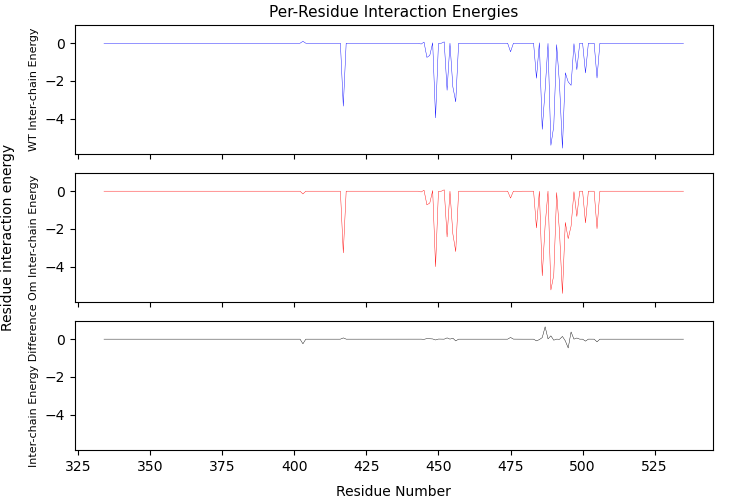 Per-Residue Interaction Energies
Residue interaction energy
WT Inter-chain Energy
0
−2
−4
Om Inter-chain Energy
0
−2
−4
Inter-chain Energy Difference
0
−2
−4
325 350 375 400 425 450 475 500 525
Residue Number